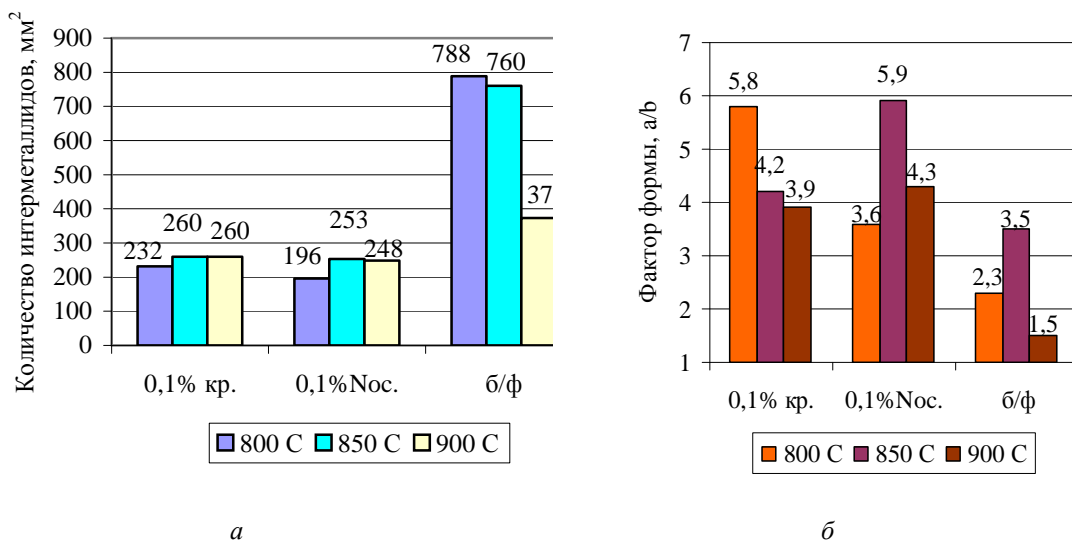 Количество интерметаллидов, мм2
900
800
700
600
500
400
300
200
100
0
232
260
260
196
253
248
788
760
37
0,1% кр.
0,1%Nос.
б/ф
800 С
850 С
900 С
а
Фактор формы, a/b
7
6
5
4
3
2
1
5,8
4,2
3,9
3,6
5,9
4,3
2,3
3,5
1,5
0,1% кр.
0,1%Nос.
б/ф
800 С
850 С
900 С
б